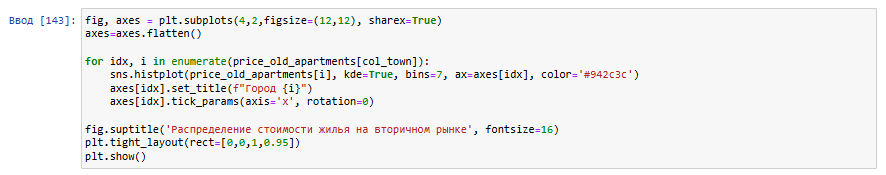 Ввод [143]:
fig, axes = plt.subplots(4,2,figsize=(12,12), sharex=True)
axes=axes.flatten()
for idx, i in enumerate(price_old_apartments[col_town]):
    sns.histplot(price_old_apartments[i], kde=True, bins=7, ax=axes[idx], color='#942c3c')
    axes[idx].set_title(f"Город {i}")
    axes[idx].tick_params(axis='x', rotation=0)
fig.suptitle('Распределение стоимости жилья на вторичном рынке', fontsize=16)
plt.tight_layout(rect=[0,0,1,0.95])
plt.show()